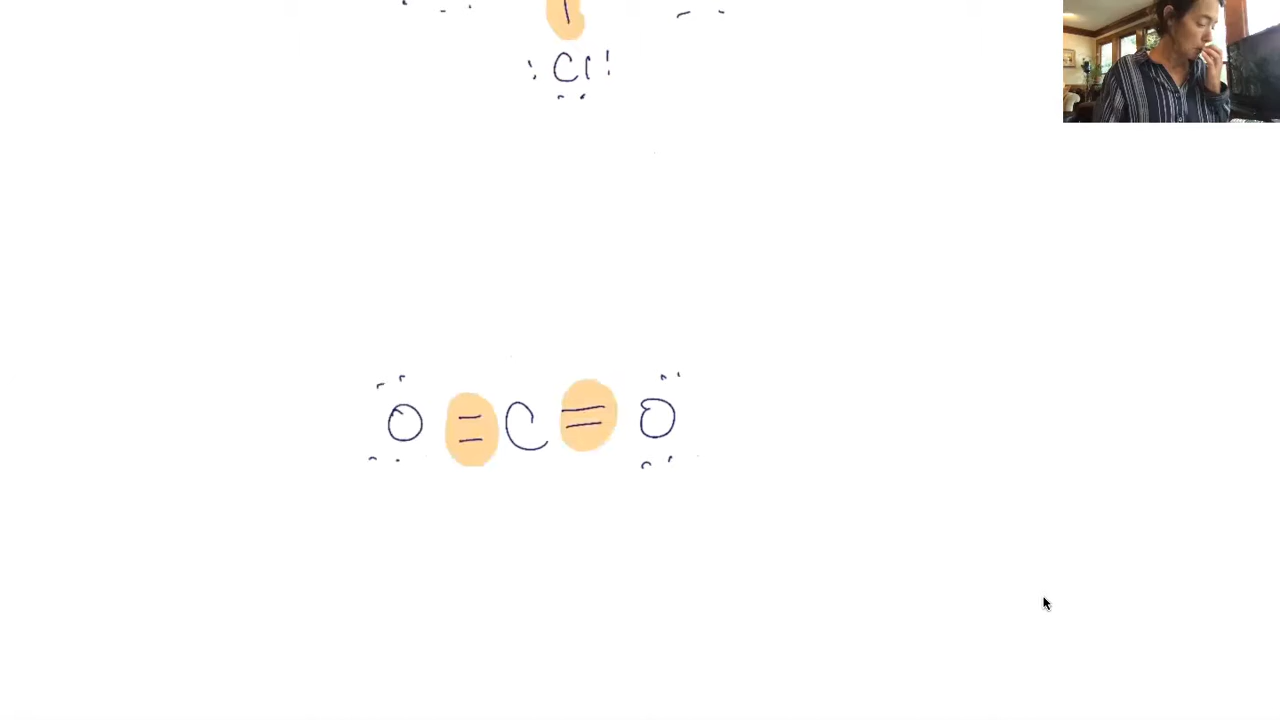 Cl
O = C = O